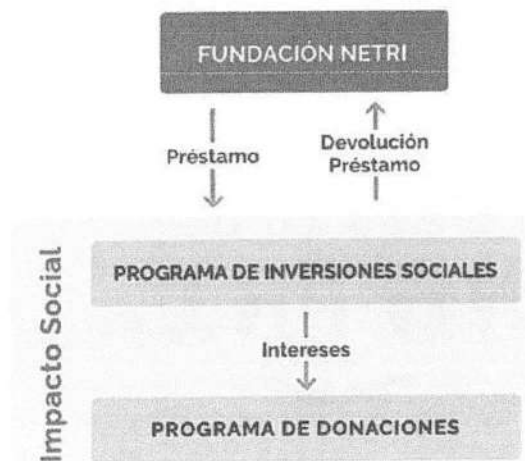 FUNDACIÓN NETRI
Préstamo
Devolución
Préstamo
Impacto Social
PROGRAMA DE INVERSIONES SOCIALES
Intereses
PROGRAMA DE DONACIONES